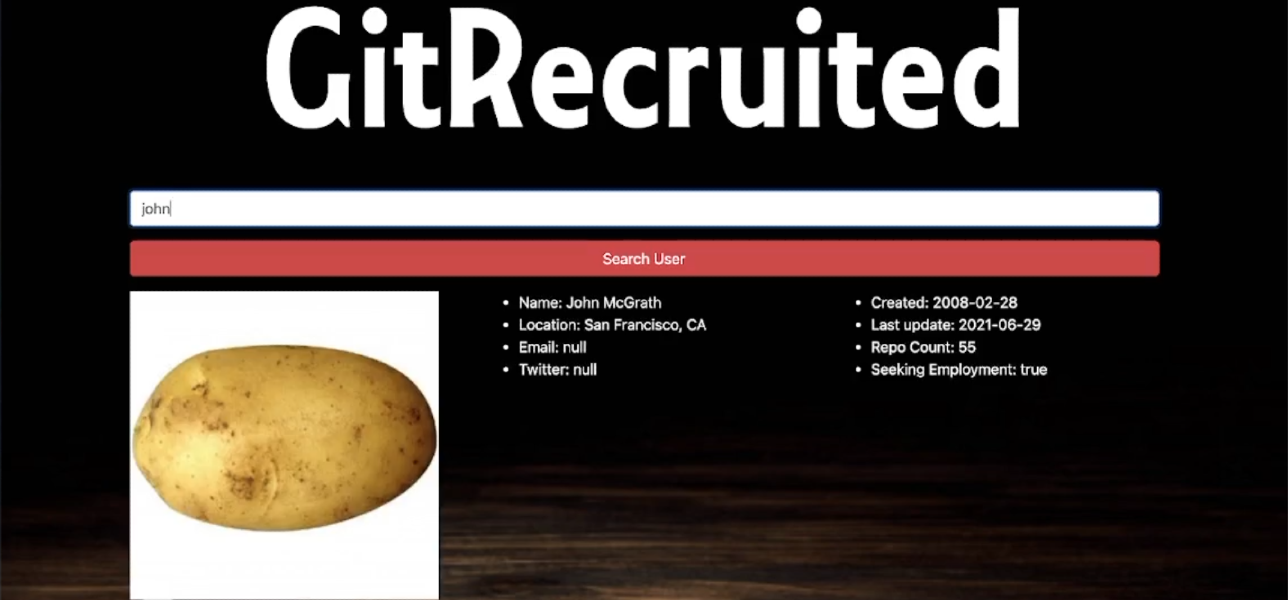 GitRecruited
john
Search User
• Name: John McGrath
• Location: San Francisco, CA
• Email: null
• Twitter: null
• Created: 2008-02-28
• Last update: 2021-06-29
• Repo Count: 55
• Seeking Employment: true